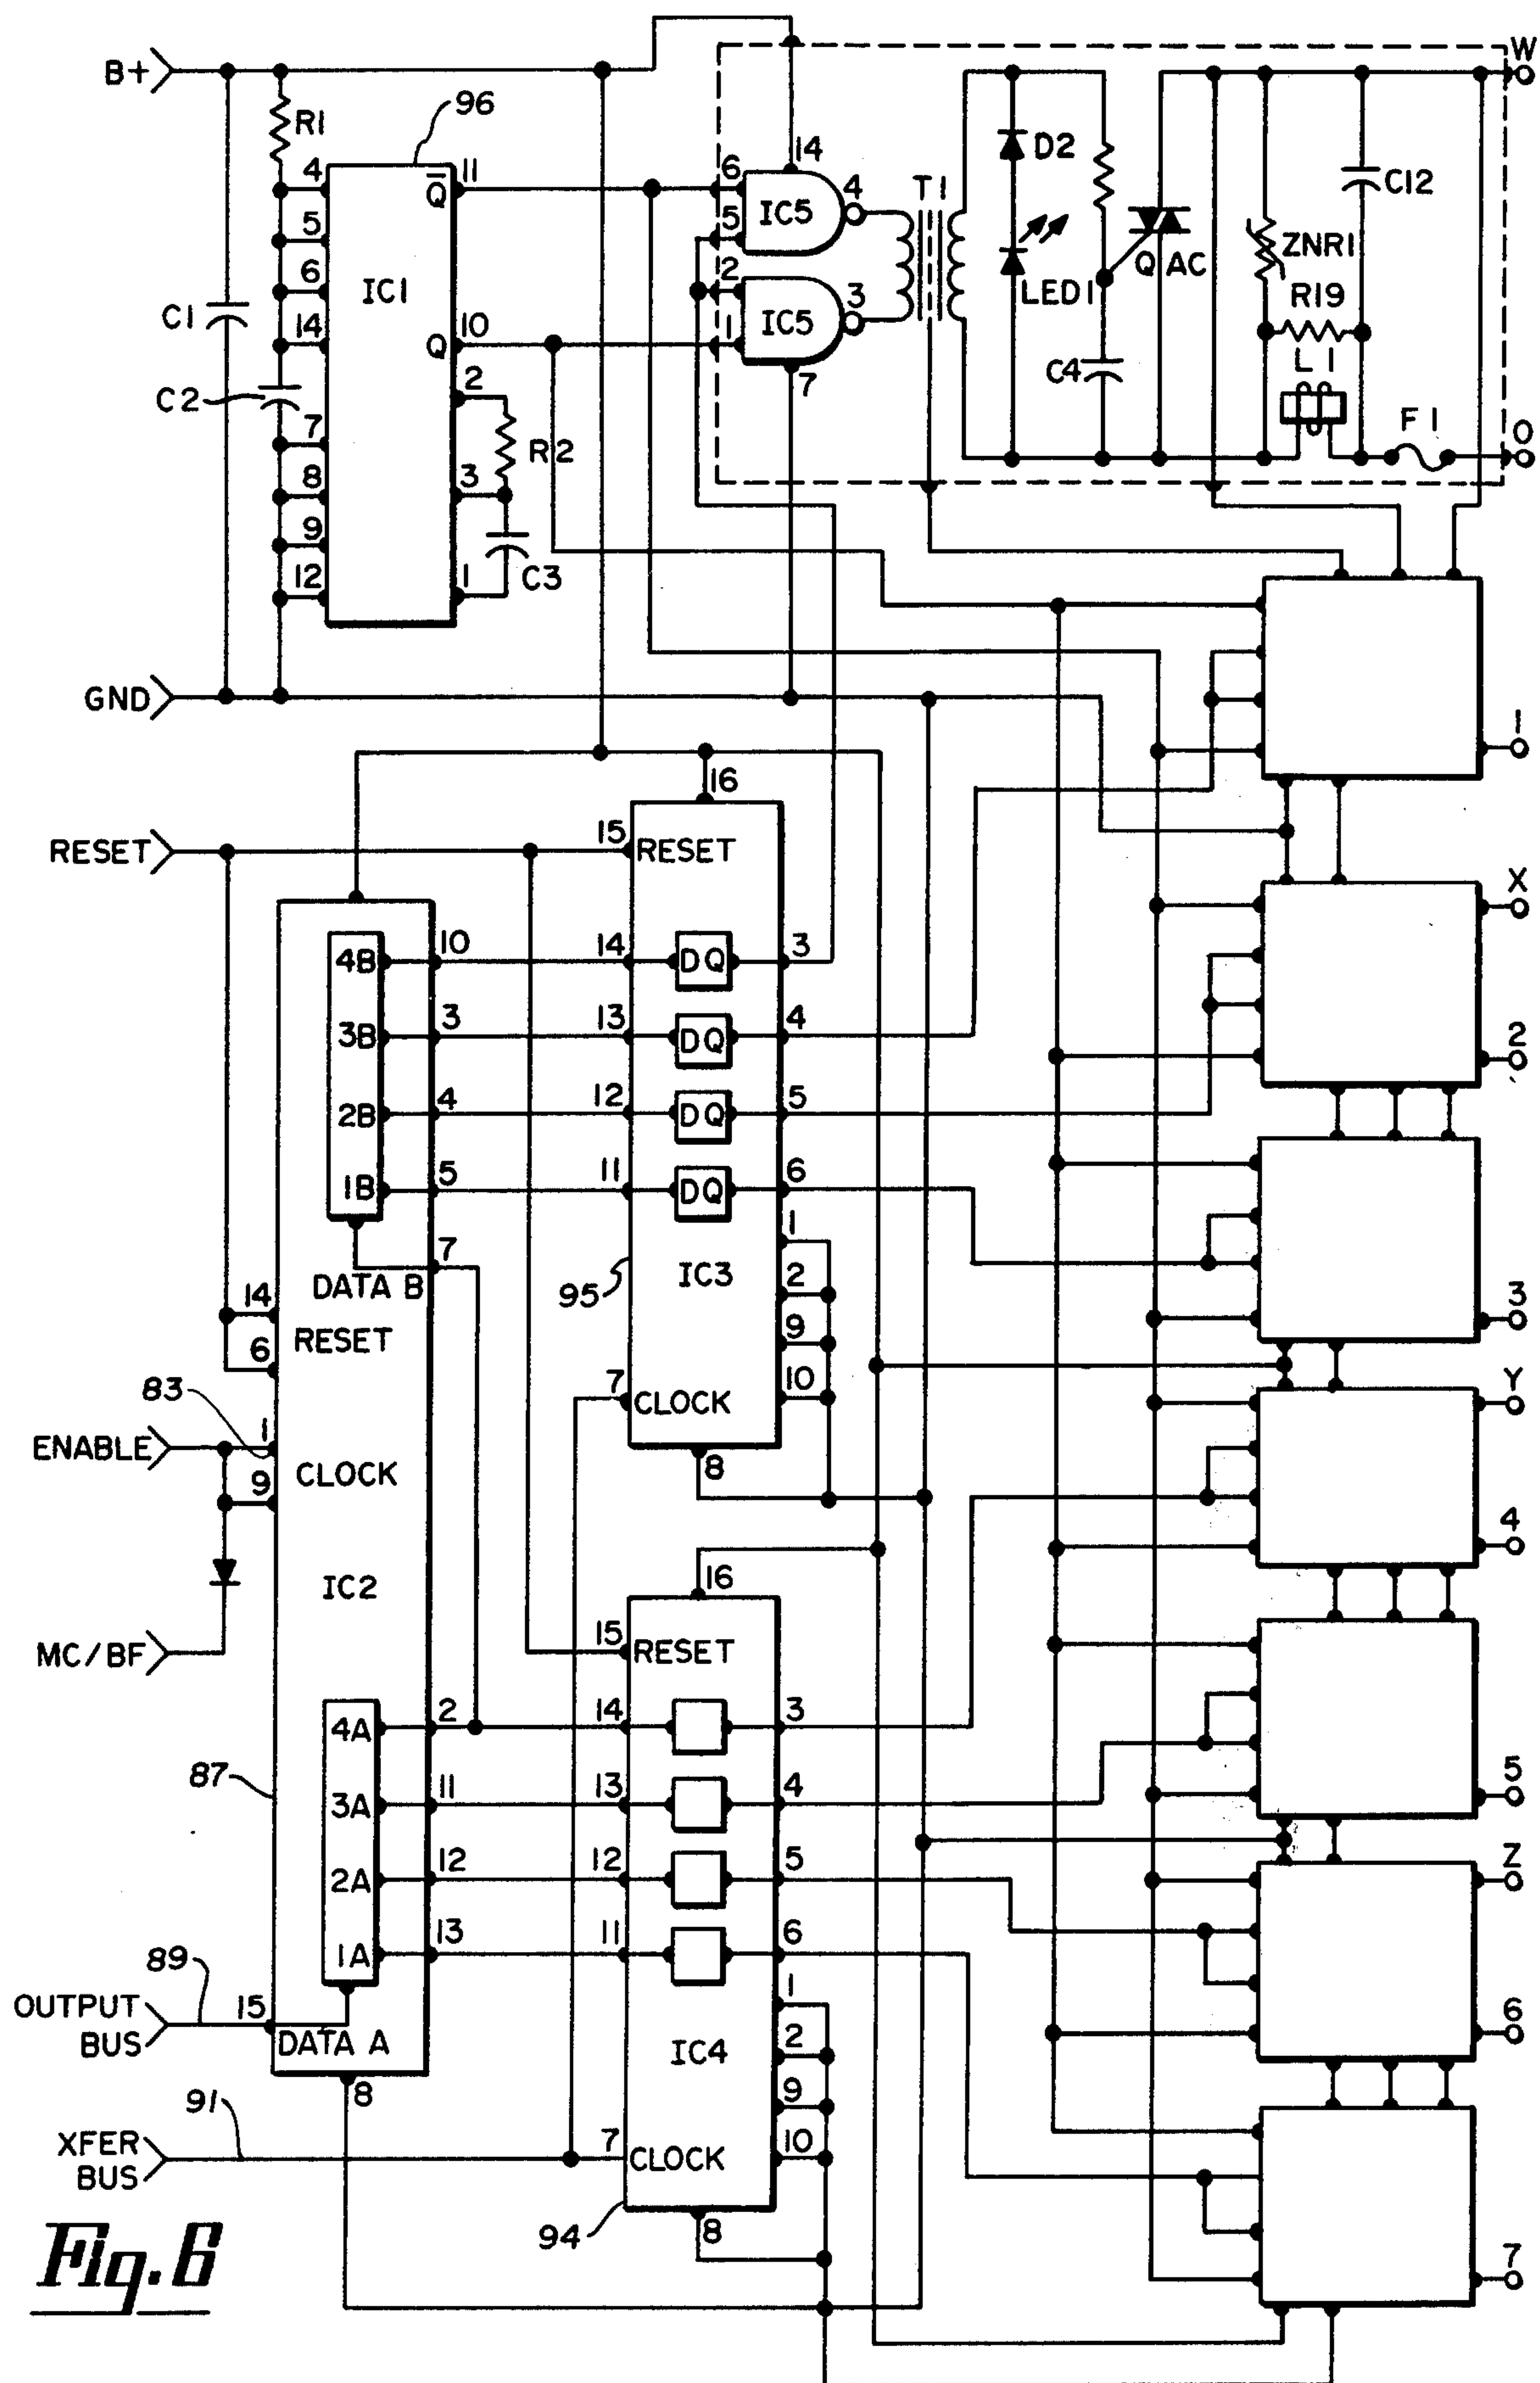 W
B+
96
R1
14
4
11
6
4
T1
D2
Q̄
IC5
C12
5
5
ZNR1
6
IC1
2
Q AC
LED1
R19
C1
14
10
3
Q
IC5
1
L1
C4
C2
2
7
F1
O
7
R2
8
3
9
12
1
C3
GND
1
16
RESET
15
RESET
X
4B
10
14
D Q
3
3B
3
13
D Q
4
2
2B
4
12
D Q
5
1B
5
11
D Q
6
7
1
DATA B
IC3
95
2
14
3
RESET
9
6
83
7
10
Y
CLOCK
ENABLE
1
CLOCK
8
9
4
IC2
16
MC/BF
15
RESET
4A
2
14
3
87
3A
11
13
4
5
2A
12
12
5
Z
1A
13
11
6
89
1
OUTPUT
BUS
15
DATA A
IC4
2
6
8
9
91
XFER
BUS
7
CLOCK
10
94
8
Fig. 6
7